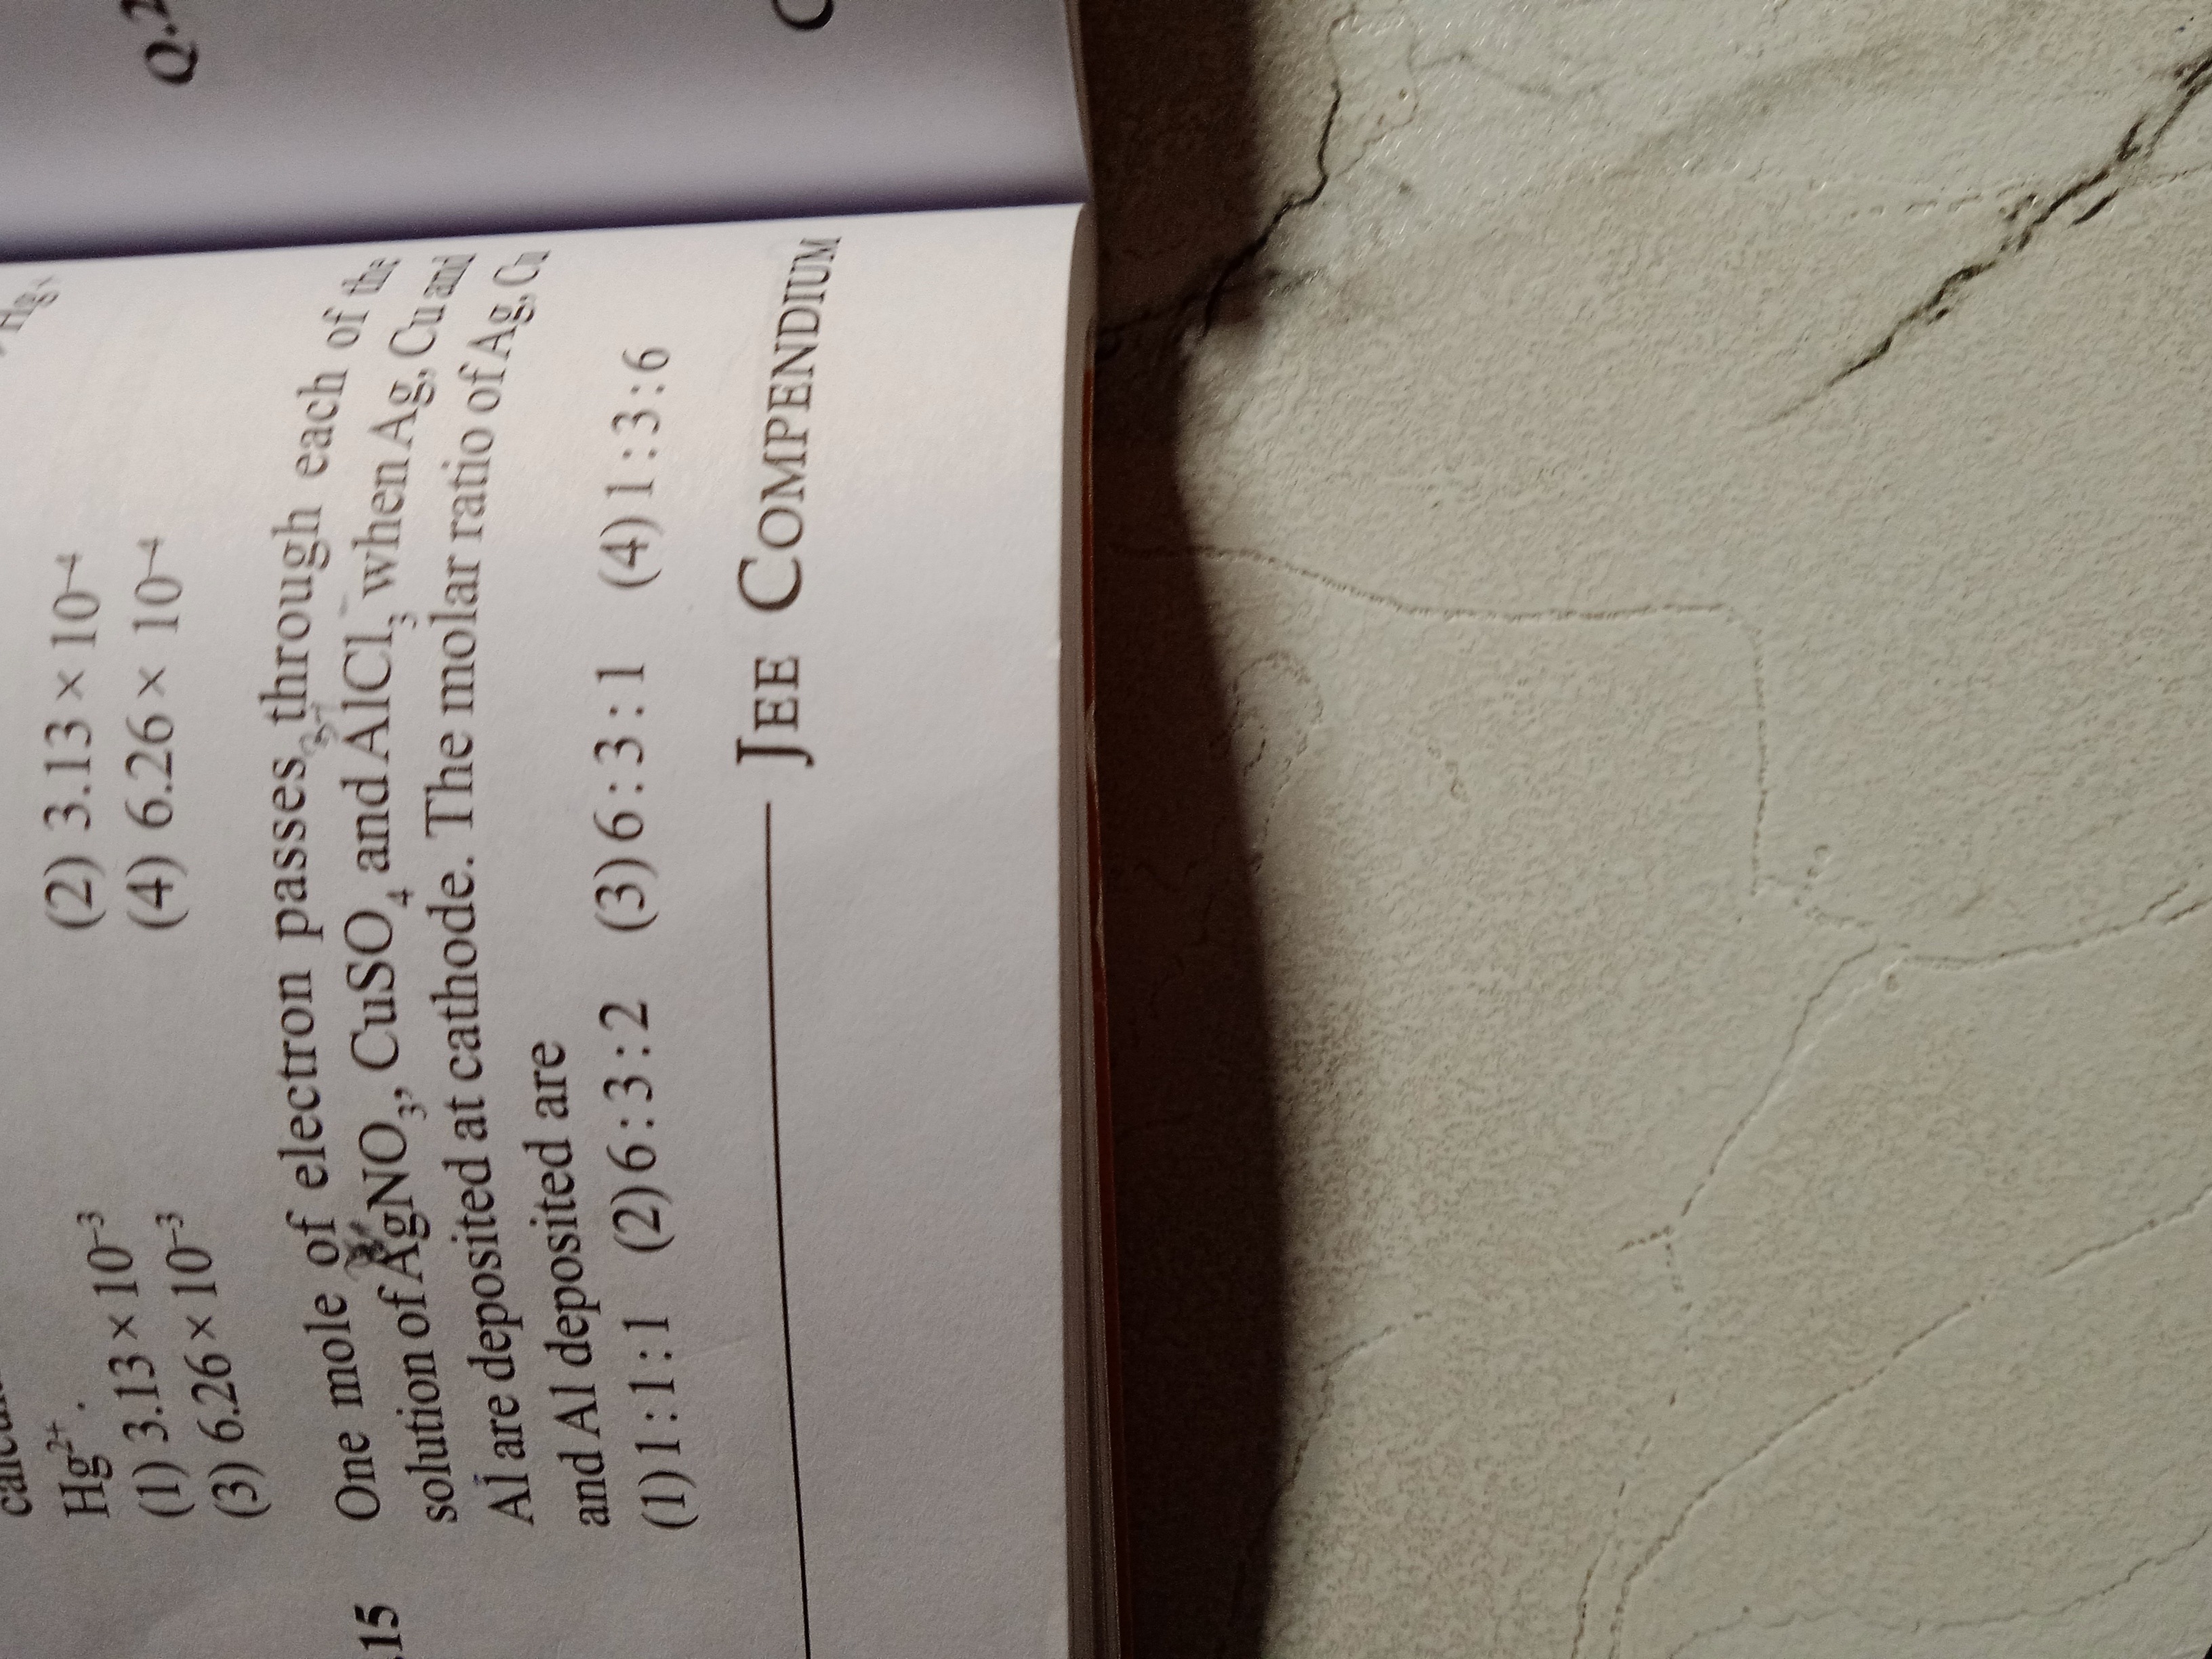 Q.2
Hg²⁺.
(1) 3.13 × 10⁻³ (2) 3.13 × 10⁻⁴
(3) 6.26 × 10⁻³ (4) 6.26 × 10⁻⁴
.15 One mole of electron passes through each of the
solution of AgNO₃, CuSO₄ and AlCl₃ when Ag, Cu and
Al are deposited at cathode. The molar ratio of Ag, Cu
and Al deposited are
(1) 1 : 1 : 1 (2) 6 : 3 : 2 (3) 6 : 3 : 1 (4) 1 : 3 : 6
JEE COMPENDIUM